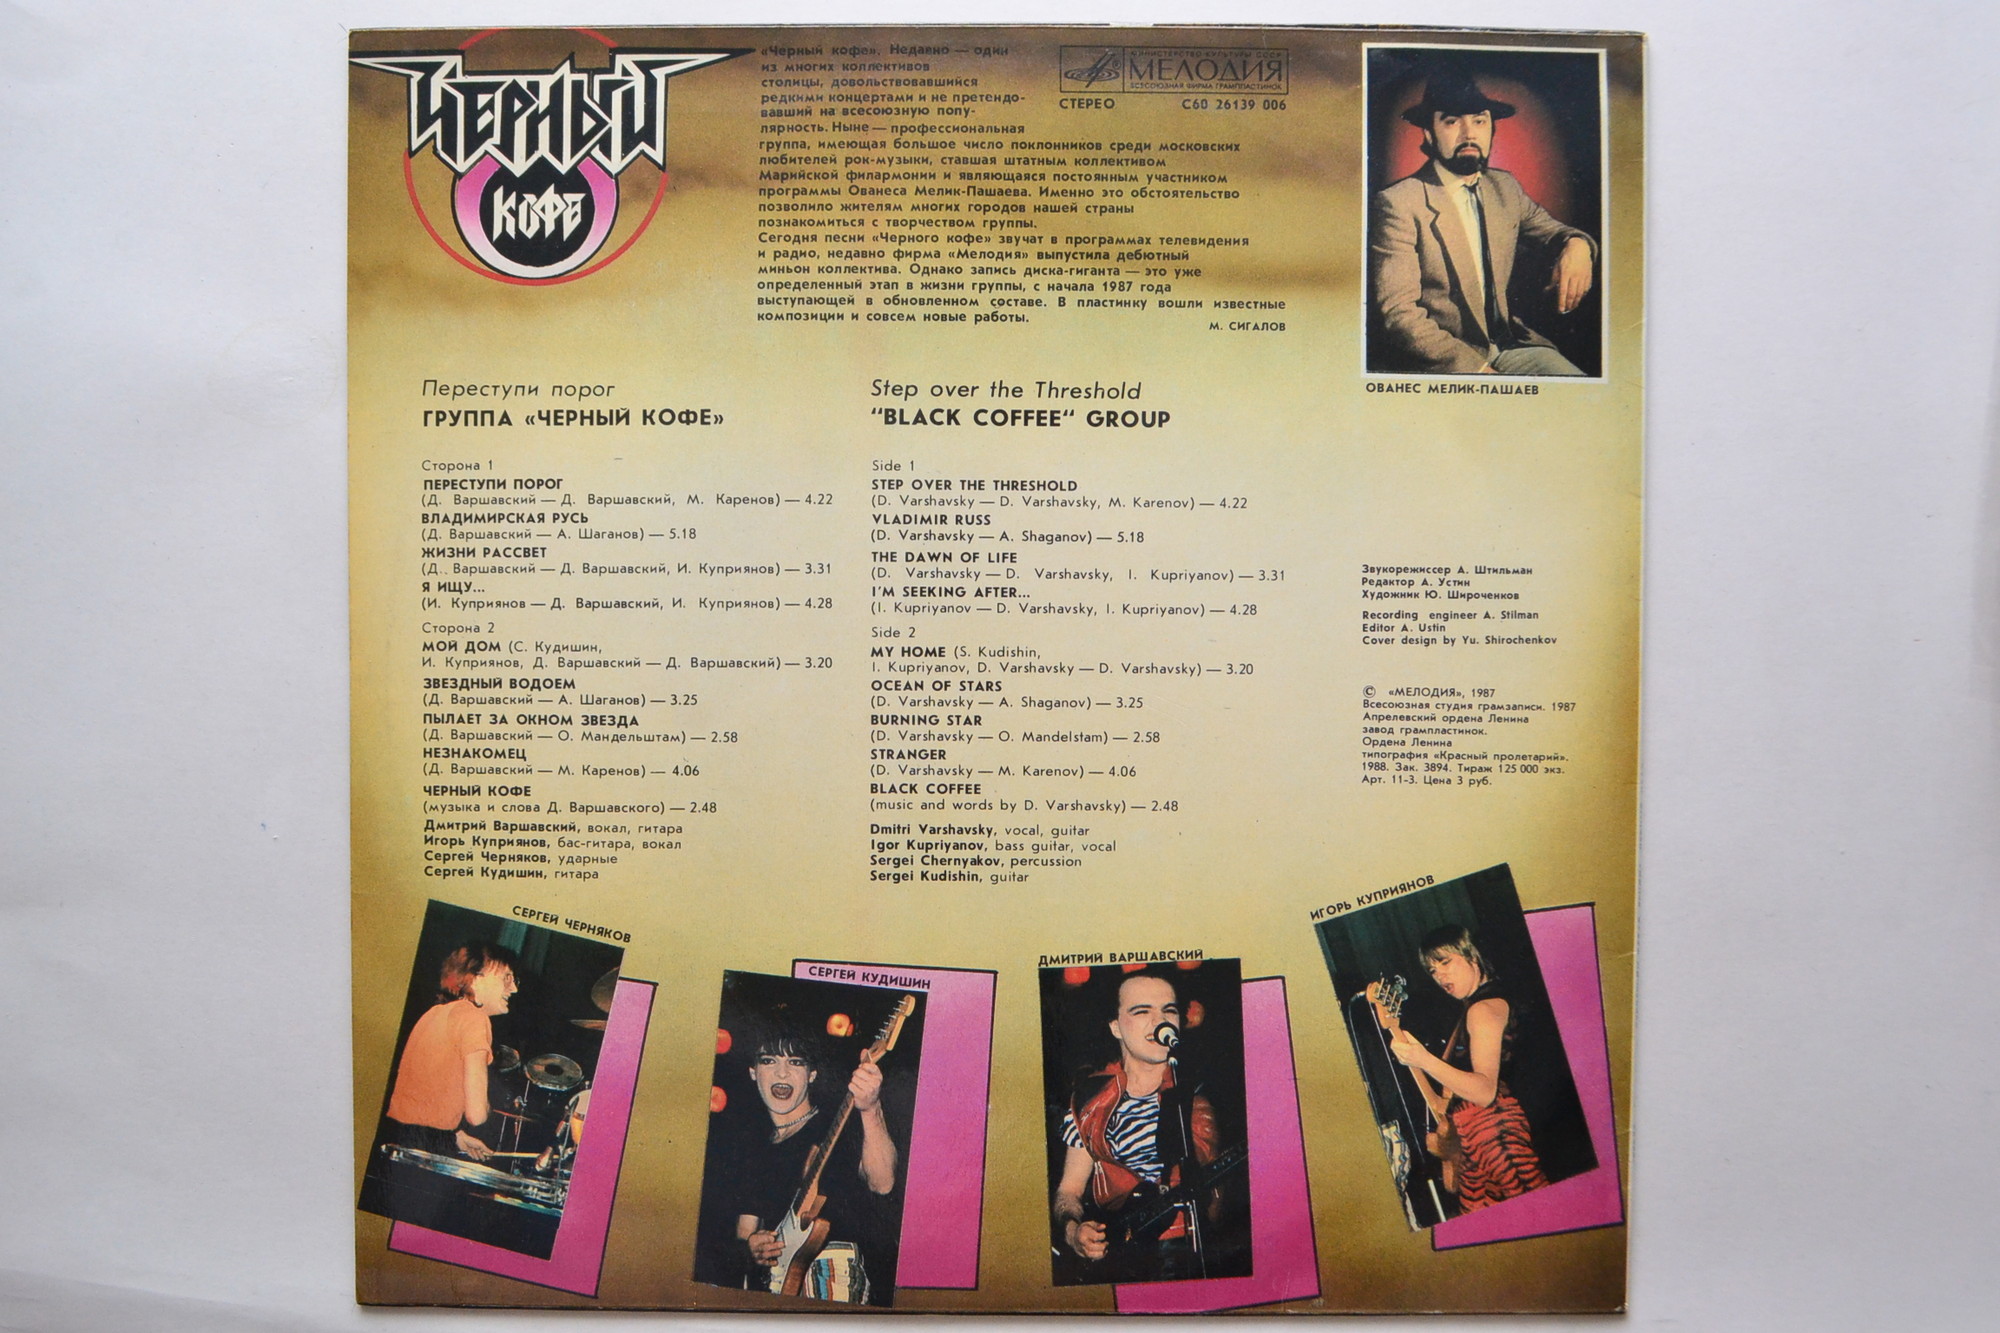 ЧЕРНЫЙ
КОФЕ
«Черный кофе». Недавно — один
из многих коллективов
столицы, довольствовавшийся
редкими концертами и не претендо-
вавший на всесоюзную попу-
лярность. Ныне — профессиональная
группа, имеющая большое число поклонников среди московских
любителей рок-музыки, ставшая штатным коллективом
Марийской филармонии и являющаяся постоянным участником
программы Ованеса Мелик-Пашаева. Именно это обстоятельство
позволило жителям многих городов нашей страны
познакомиться с творчеством группы.
Сегодня песни «Черного кофе» звучат в программах телевидения
и радио, недавно фирма «Мелодия» выпустила дебютный
миньон коллектива. Однако запись диска-гиганта — это уже
определенный этап в жизни группы, с начала 1987 года
выступающей в обновленном составе. В пластинку вошли известные
композиции и совсем новые работы.
М. СИГАЛОВ
МИНИСТЕРСТВО КУЛЬТУРЫ СССР
МЕЛОДИЯ
ВСЕСОЮЗНАЯ ФИРМА ГРАМПЛАСТИНОК
СТЕРЕО С60 26139 006
ОВАНЕС МЕЛИК-ПАШАЕВ
Переступи порог
ГРУППА «ЧЕРНЫЙ КОФЕ»
Сторона 1
ПЕРЕСТУПИ ПОРОГ
(Д. Варшавский — Д. Варшавский, М. Каренов) — 4.22
ВЛАДИМИРСКАЯ РУСЬ
(Д. Варшавский — А. Шаганов) — 5.18
ЖИЗНИ РАССВЕТ
(Д. Варшавский — Д. Варшавский, И. Куприянов) — 3.31
Я ИЩУ...
(И. Куприянов — Д. Варшавский, И. Куприянов) — 4.28
Сторона 2
МОЙ ДОМ (С. Кудишин,
И. Куприянов, Д. Варшавский — Д. Варшавский) — 3.20
ЗВЕЗДНЫЙ ВОДОЕМ
(Д. Варшавский — А. Шаганов) — 3.25
ПЫЛАЕТ ЗА ОКНОМ ЗВЕЗДА
(Д. Варшавский — О. Мандельштам) — 2.58
НЕЗНАКОМЕЦ
(Д. Варшавский — М. Каренов) — 4.06
ЧЕРНЫЙ КОФЕ
(музыка и слова Д. Варшавского) — 2.48
Дмитрий Варшавский, вокал, гитара
Игорь Куприянов, бас-гитара, вокал
Сергей Черняков, ударные
Сергей Кудишин, гитара
Step over the Threshold
"BLACK COFFEE" GROUP
Side 1
STEP OVER THE THRESHOLD
(D. Varshavsky — D. Varshavsky, M. Karenov) — 4.22
VLADIMIR RUSS
(D. Varshavsky — A. Shaganov) — 5.18
THE DAWN OF LIFE
(D. Varshavsky — D. Varshavsky, I. Kupriyanov) — 3.31
I'M SEEKING AFTER...
(I. Kupriyanov — D. Varshavsky, I. Kupriyanov) — 4.28
Side 2
MY HOME (S. Kudishin,
I. Kupriyanov, D. Varshavsky — D. Varshavsky) — 3.20
OCEAN OF STARS
(D. Varshavsky — A. Shaganov) — 3.25
BURNING STAR
(D. Varshavsky — O. Mandelstam) — 2.58
STRANGER
(D. Varshavsky — M. Karenov) — 4.06
BLACK COFFEE
(music and words by D. Varshavsky) — 2.48
Dmitri Varshavsky, vocal, guitar
Igor Kupriyanov, bass guitar, vocal
Sergei Chernyakov, percussion
Sergei Kudishin, guitar
Звукорежиссер А. Штильман
Редактор А. Устин
Художник Ю. Широченков
Recording engineer A. Stilman
Editor A. Ustin
Cover design by Yu. Shirochenkov
© «МЕЛОДИЯ», 1987
Всесоюзная студия грамзаписи. 1987
Апрелевский ордена Ленина
завод грампластинок.
Ордена Ленина
типография «Красный пролетарий».
1988. Зак. 3894. Тираж 125 000 экз.
Арт. 11-3. Цена 3 руб.
СЕРГЕЙ ЧЕРНЯКОВ
СЕРГЕЙ КУДИШИН
ДМИТРИЙ ВАРШАВСКИЙ
ИГОРЬ КУПРИЯНОВ